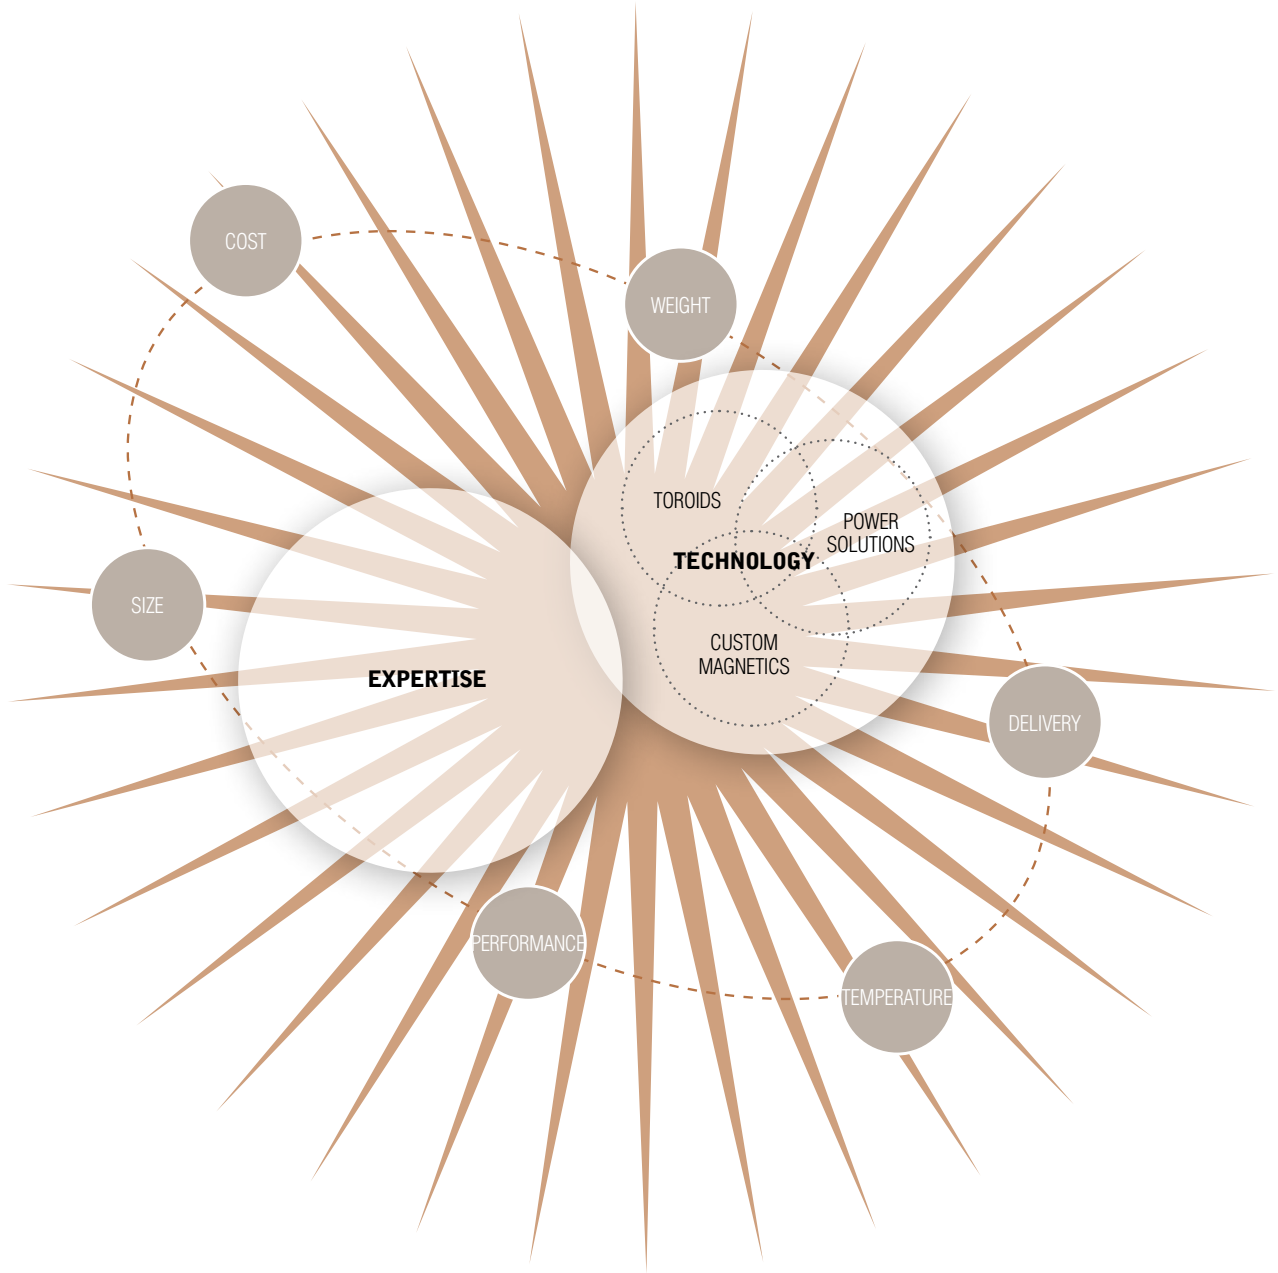 COST
WEIGHT
TOROIDS
POWER
SOLUTIONS
TECHNOLOGY
SIZE
CUSTOM
MAGNETICS
EXPERTISE
DELIVERY
PERFORMANCE
TEMPERATURE